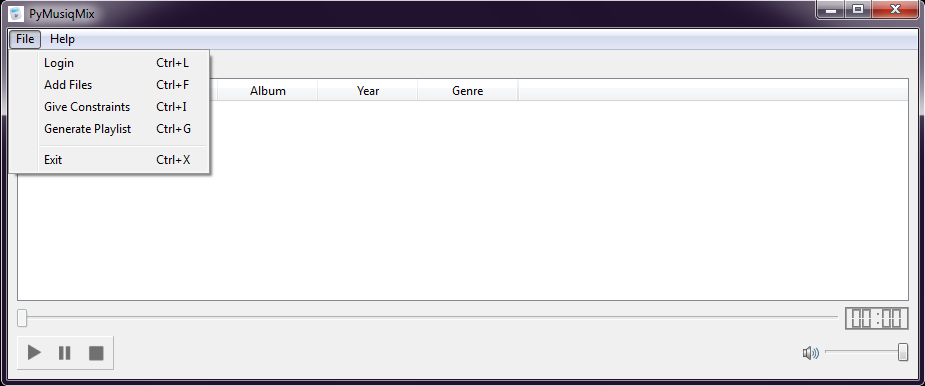 PyMusiqMix
File Help
Login Ctrl+L
Add Files Ctrl+F
Give Constraints Ctrl+I
Generate Playlist Ctrl+G
Exit Ctrl+X
Album Year Genre
00:00